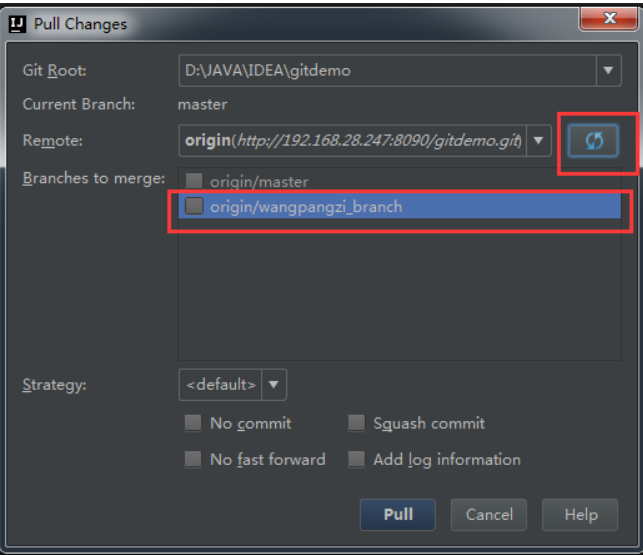 Pull Changes
Git Root: D:\JAVA\IDEA\gitdemo
Current Branch: master
Remote: origin(http://192.168.28.247:8090/gitdemo.git)
Branches to merge: origin/master
origin/wangpangzi_branch
Strategy: <default>
No commit Squash commit
No fast forward Add log information
Pull Cancel Help